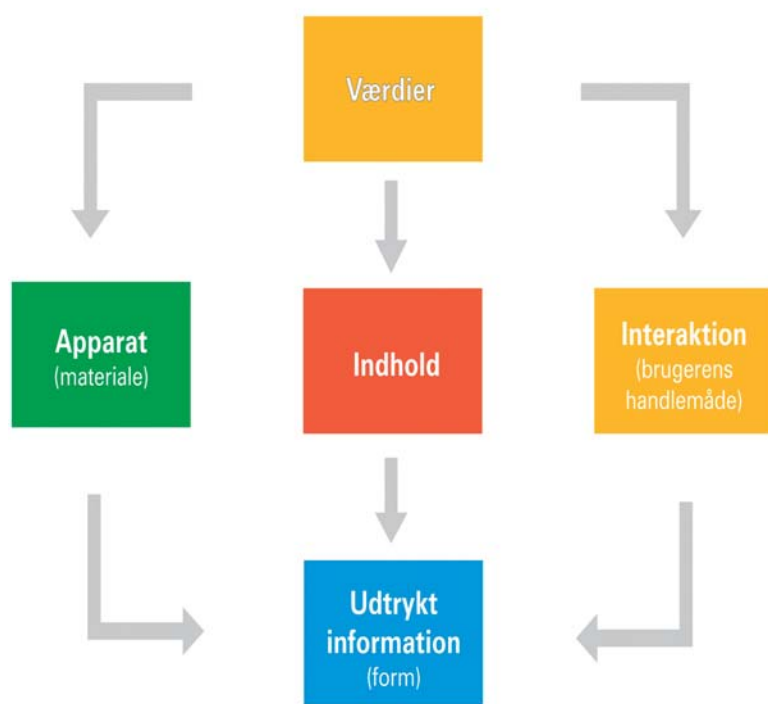 Værdier
Apparat
(materiale)
Indhold
Interaktion
(brugerens
handlemåde)
Udtrykt
information
(form)